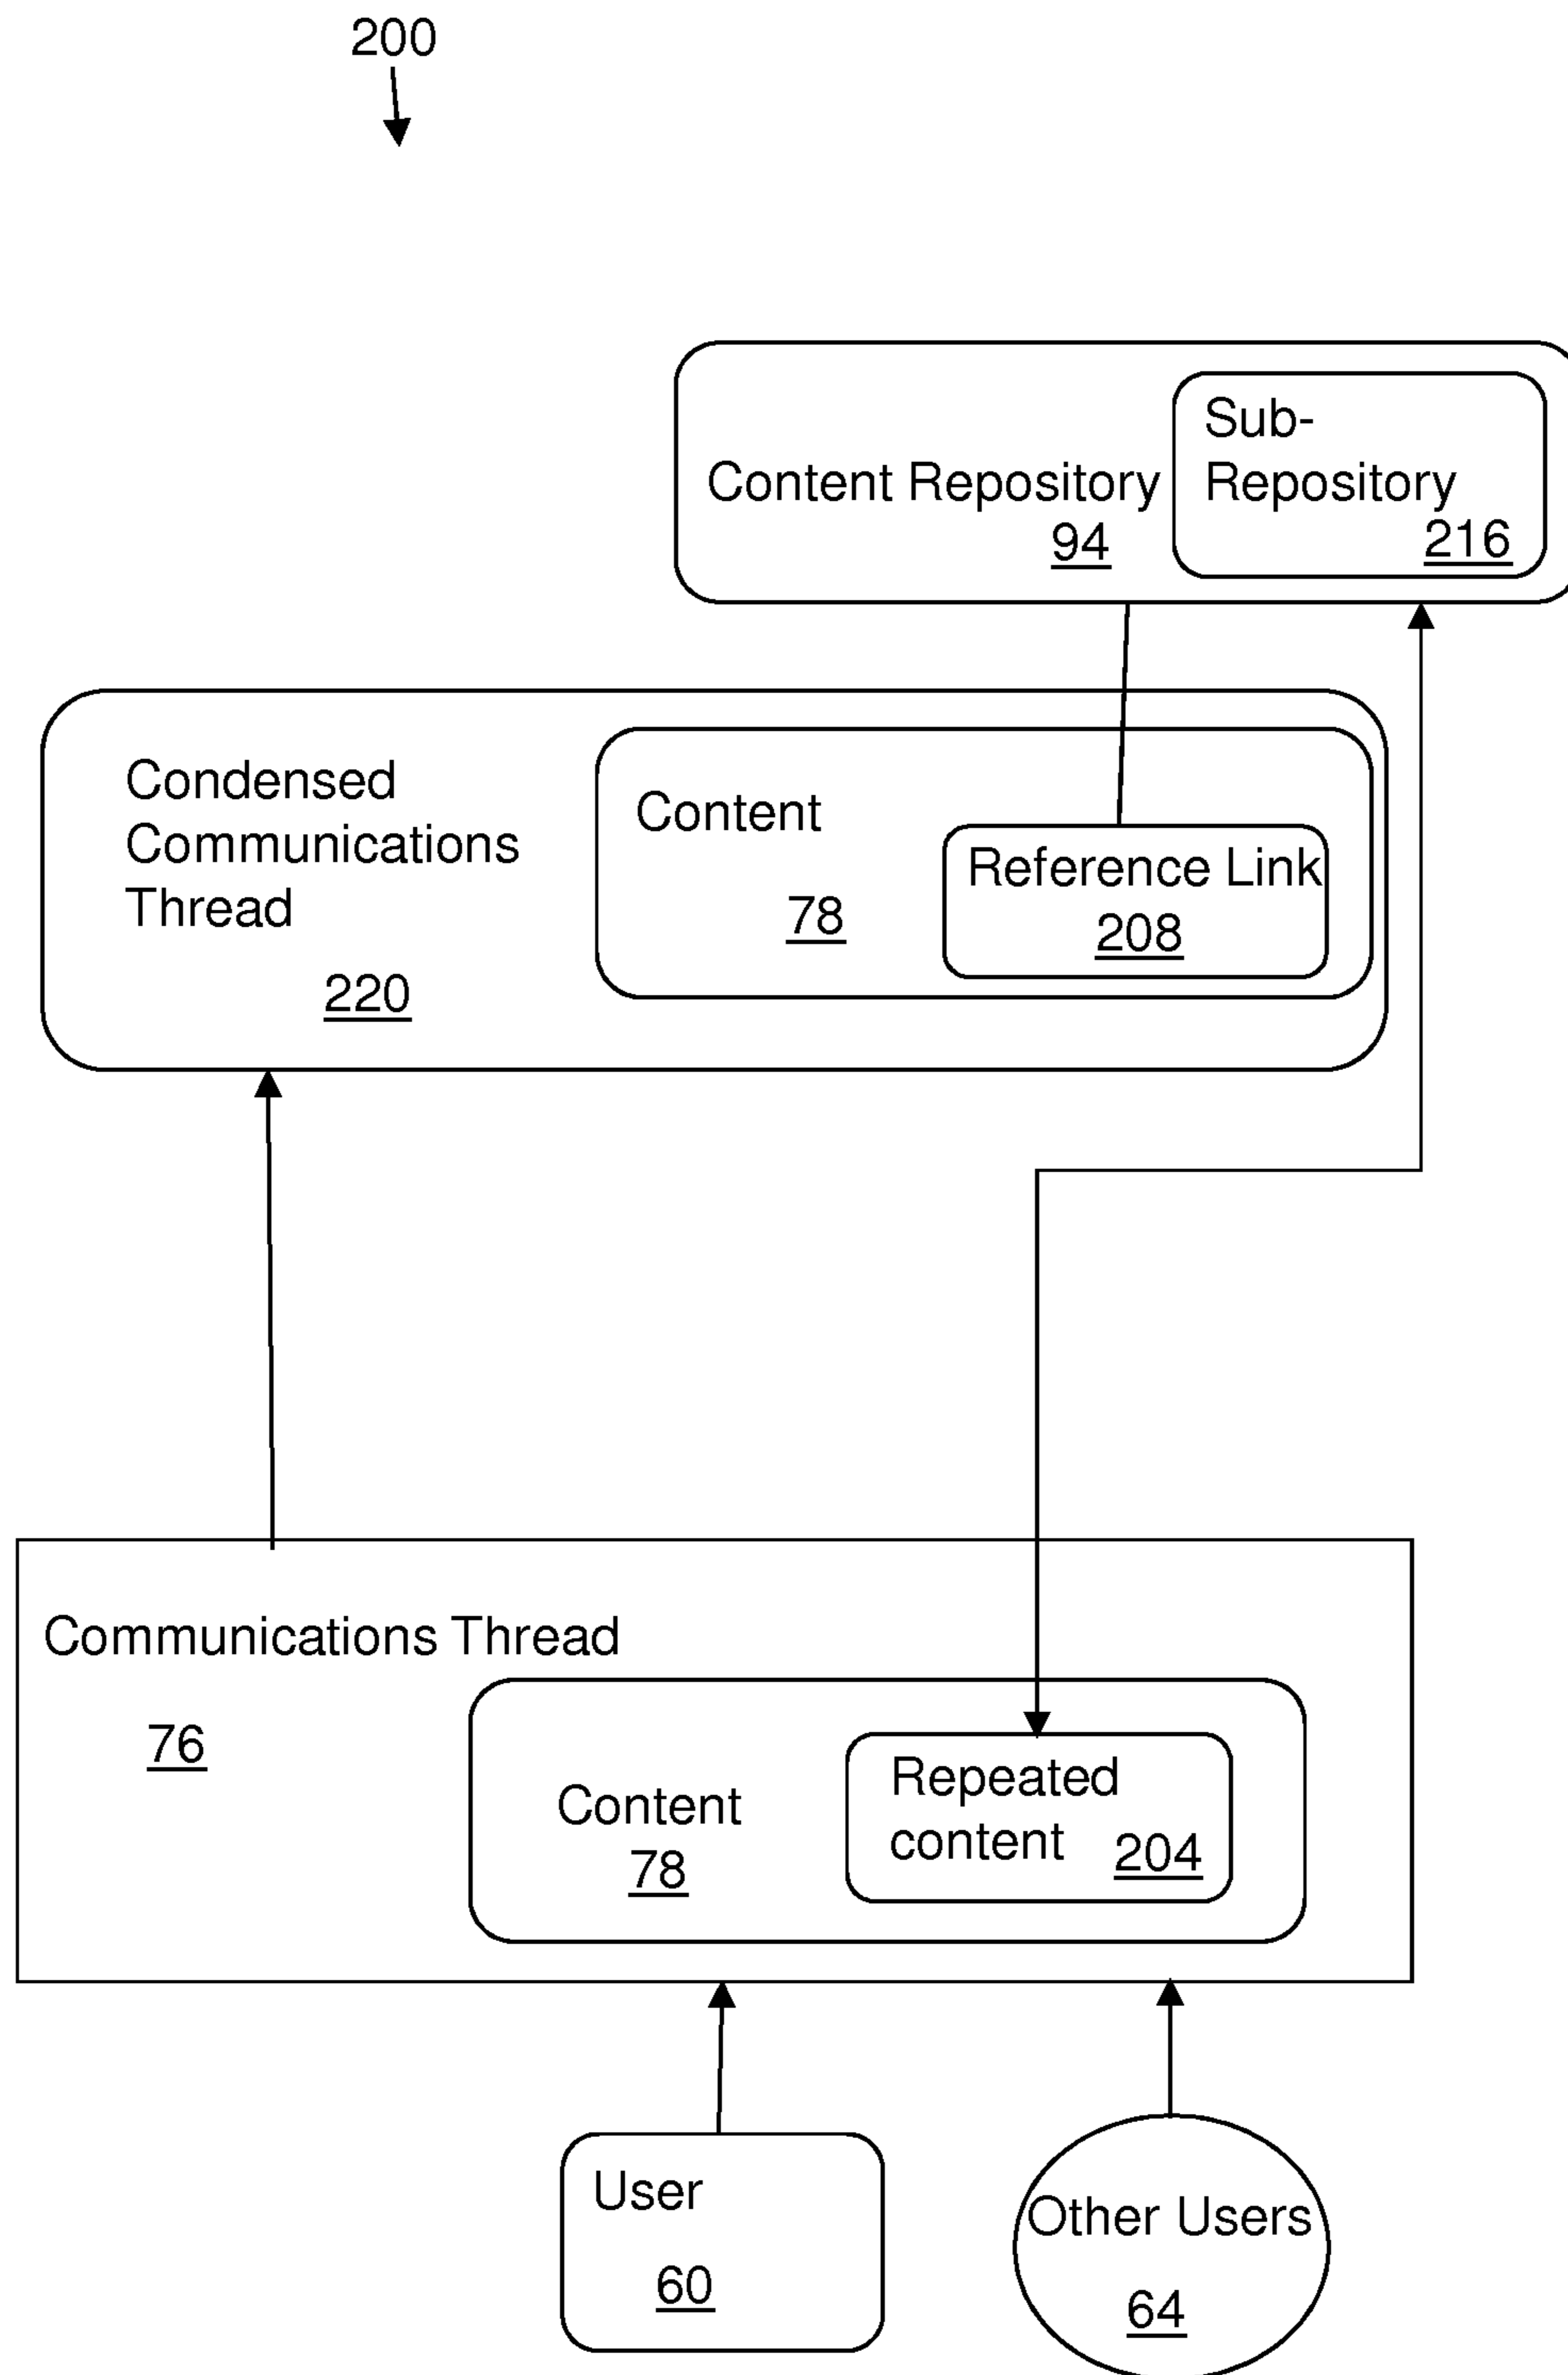 200
Sub-
Content Repository
Repository
94
216
Condensed
Communications
Thread
220
Content
78
Reference Link
208
Communications Thread
76
Content
78
Repeated
content
204
User
60
Other Users
64